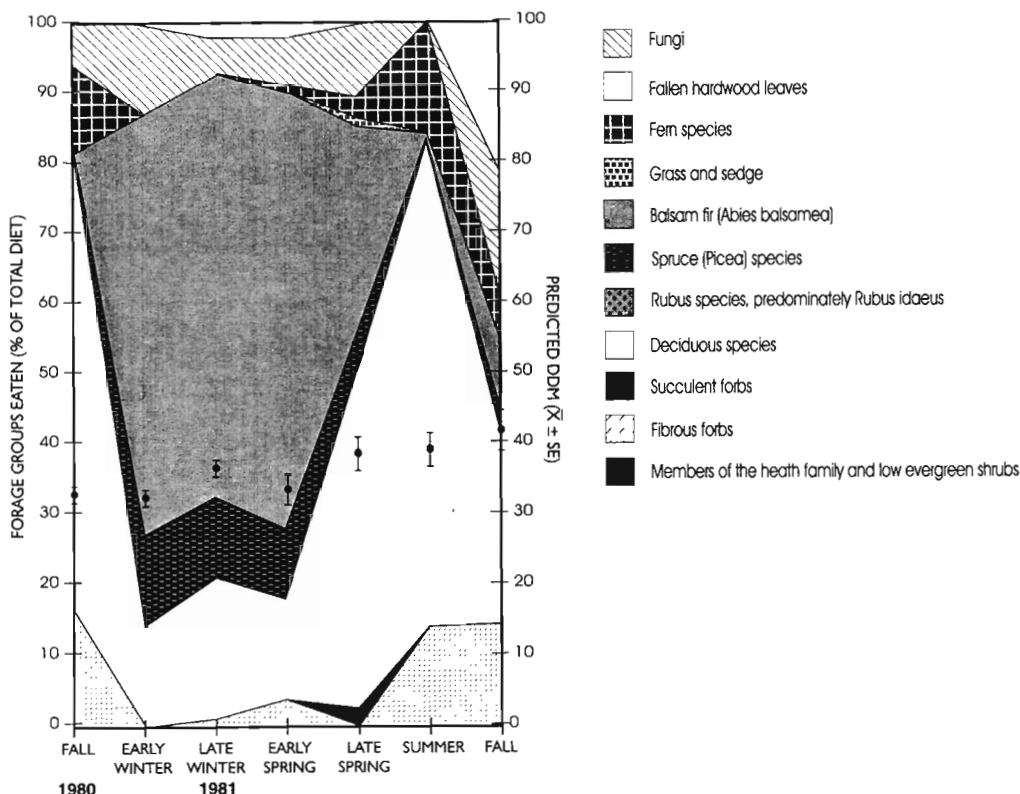 FORAGE GROUPS EATEN (% OF TOTAL DIET)
100
90
80
70
60
50
40
30
20
10
0
FALL
EARLY
WINTER
LATE
WINTER
EARLY
SPRING
LATE
SPRING
SUMMER
FALL
1980
1981
100
90
80
70
60
50
40
30
20
10
0
PREDICTED DDM (X̄ ± SE)
Fungi
Fallen hardwood leaves
Fern species
Grass and sedge
Balsam fir (Abies balsamea)
Spruce (Picea) species
Rubus species, predominately Rubus idaeus
Deciduous species
Succulent forbs
Fibrous forbs
Members of the heath family and low evergreen shrubs